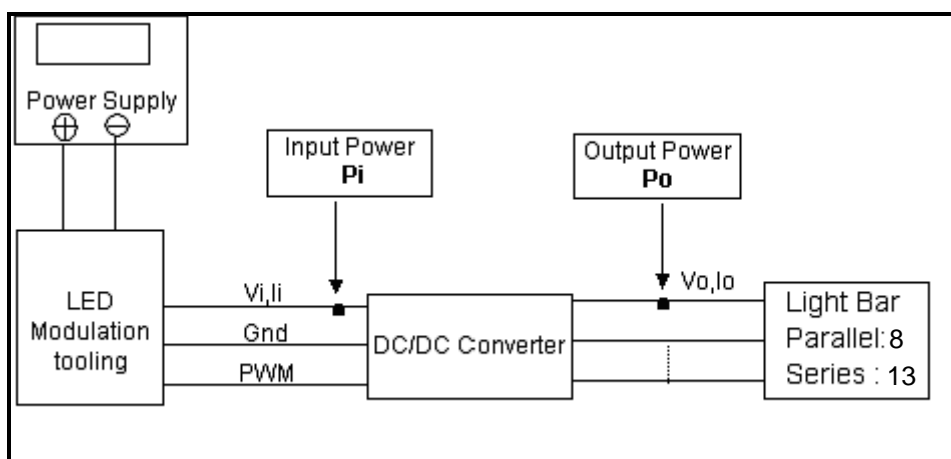 Power Supply
Input Power
Pi
Output Power
Po
LED
Modulation
tooling
Vi,Ii
Gnd
PWM
DC/DC Converter
Vo,Io
Light Bar
Parallel: 8
Series : 13